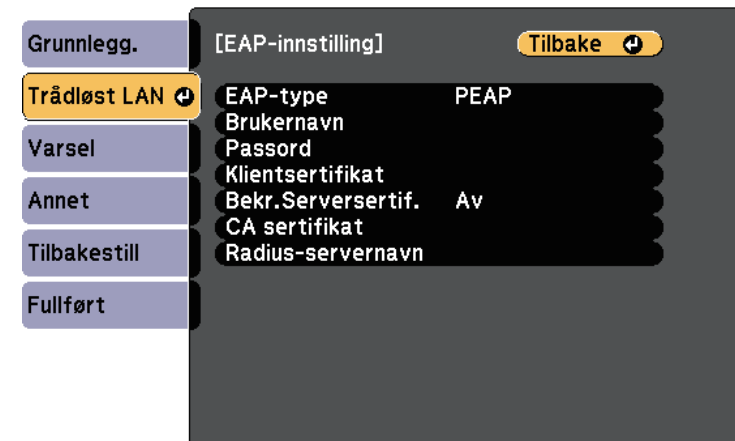 Grunnlegg.
Trådløst LAN
Varsel
Annet
Tilbakestill
Fullført
[EAP-innstilling]
Tilbake
EAP-type PEAP
Brukernavn
Passord
Klientsertifikat
Bekr.Serversertif. Av
CA sertifikat
Radius-servernavn